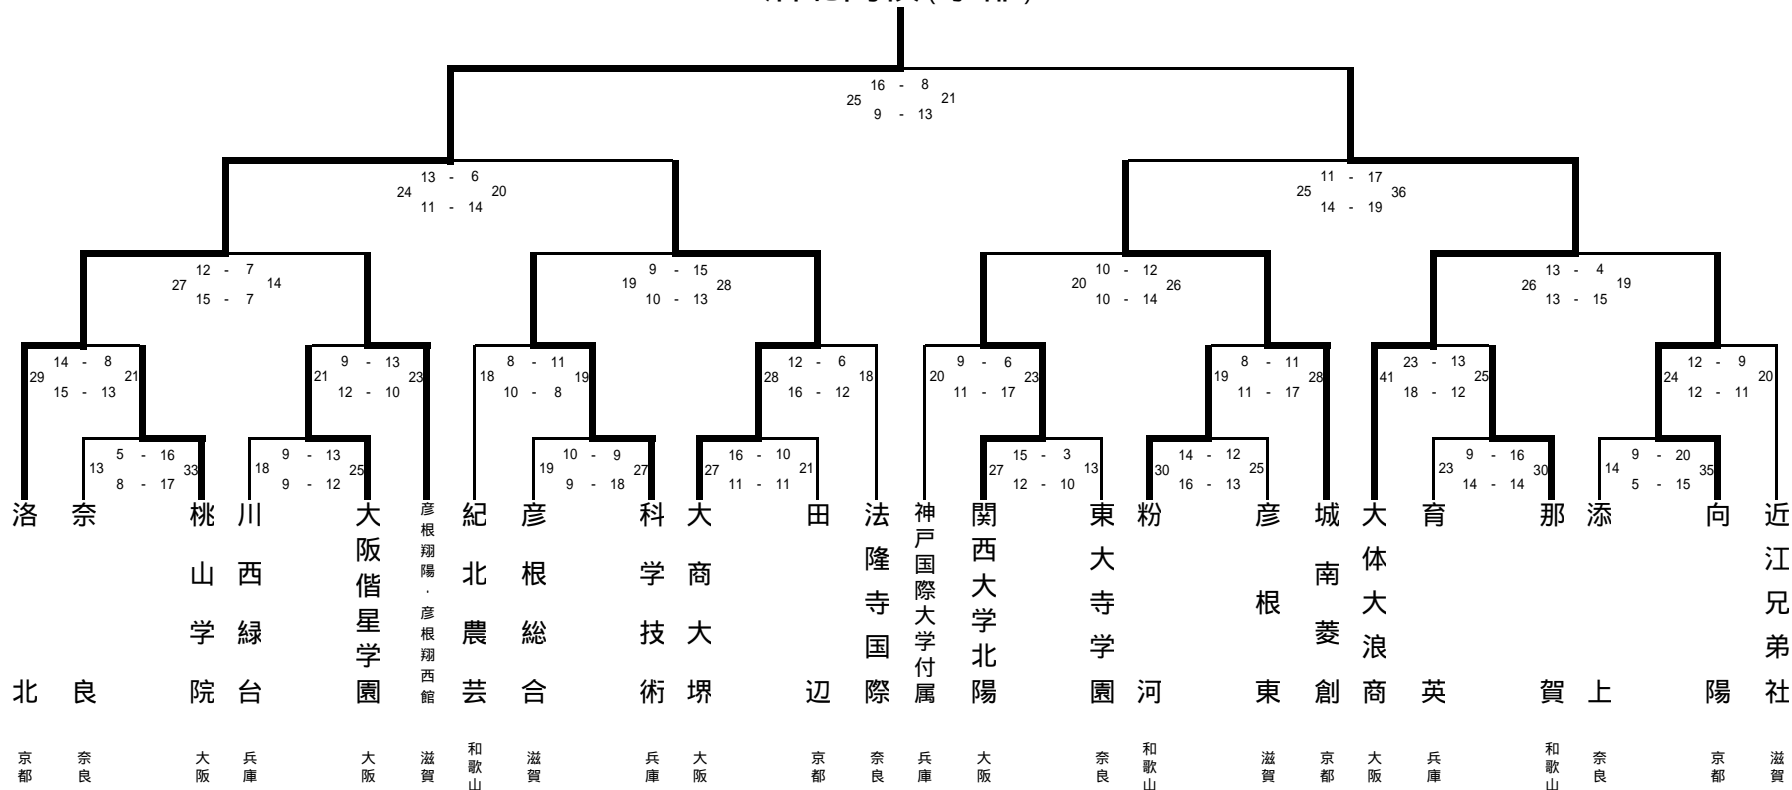 16 - 8
25 21
9 - 13
13 - 6
24 20
11 - 14
11 - 17
25 36
14 - 19
12 - 7
27 14
15 - 7
9 - 15
19 28
10 - 13
10 - 12
20 26
10 - 14
13 - 4
26 19
13 - 15
14 - 8
29 21
15 - 13
9 - 13
21 23
12 - 10
8 - 11
18 19
10 - 8
12 - 6
28 18
16 - 12
9 - 6
20 23
11 - 17
8 - 11
19 28
11 - 17
23 - 13
41 25
18 - 12
12 - 9
24 20
12 - 11
5 - 16
13 33
8 - 17
9 - 13
18 25
9 - 12
10 - 9
19 27
9 - 18
16 - 10
27 21
11 - 11
15 - 3
27 13
12 - 10
14 - 12
30 25
16 - 13
9 - 16
23 30
14 - 14
9 - 20
14 35
5 - 15
洛北
奈良
桃山学院
川西緑台
大阪偕星学園
彦根翔陽・彦根翔西館
紀北農芸
彦根総合
科学技術
大商大堺
田辺
法隆寺国際
神戸国際大学付属
関西大学北陽
東大寺学園
粉河
彦根東
城南菱創
大体大浪商
育英
那賀
添上
向陽
近江兄弟社
京都
奈良
大阪
兵庫
大阪
滋賀
和歌山
滋賀
兵庫
大阪
京都
奈良
兵庫
大阪
奈良
和歌山
滋賀
京都
大阪
兵庫
和歌山
奈良
京都
滋賀